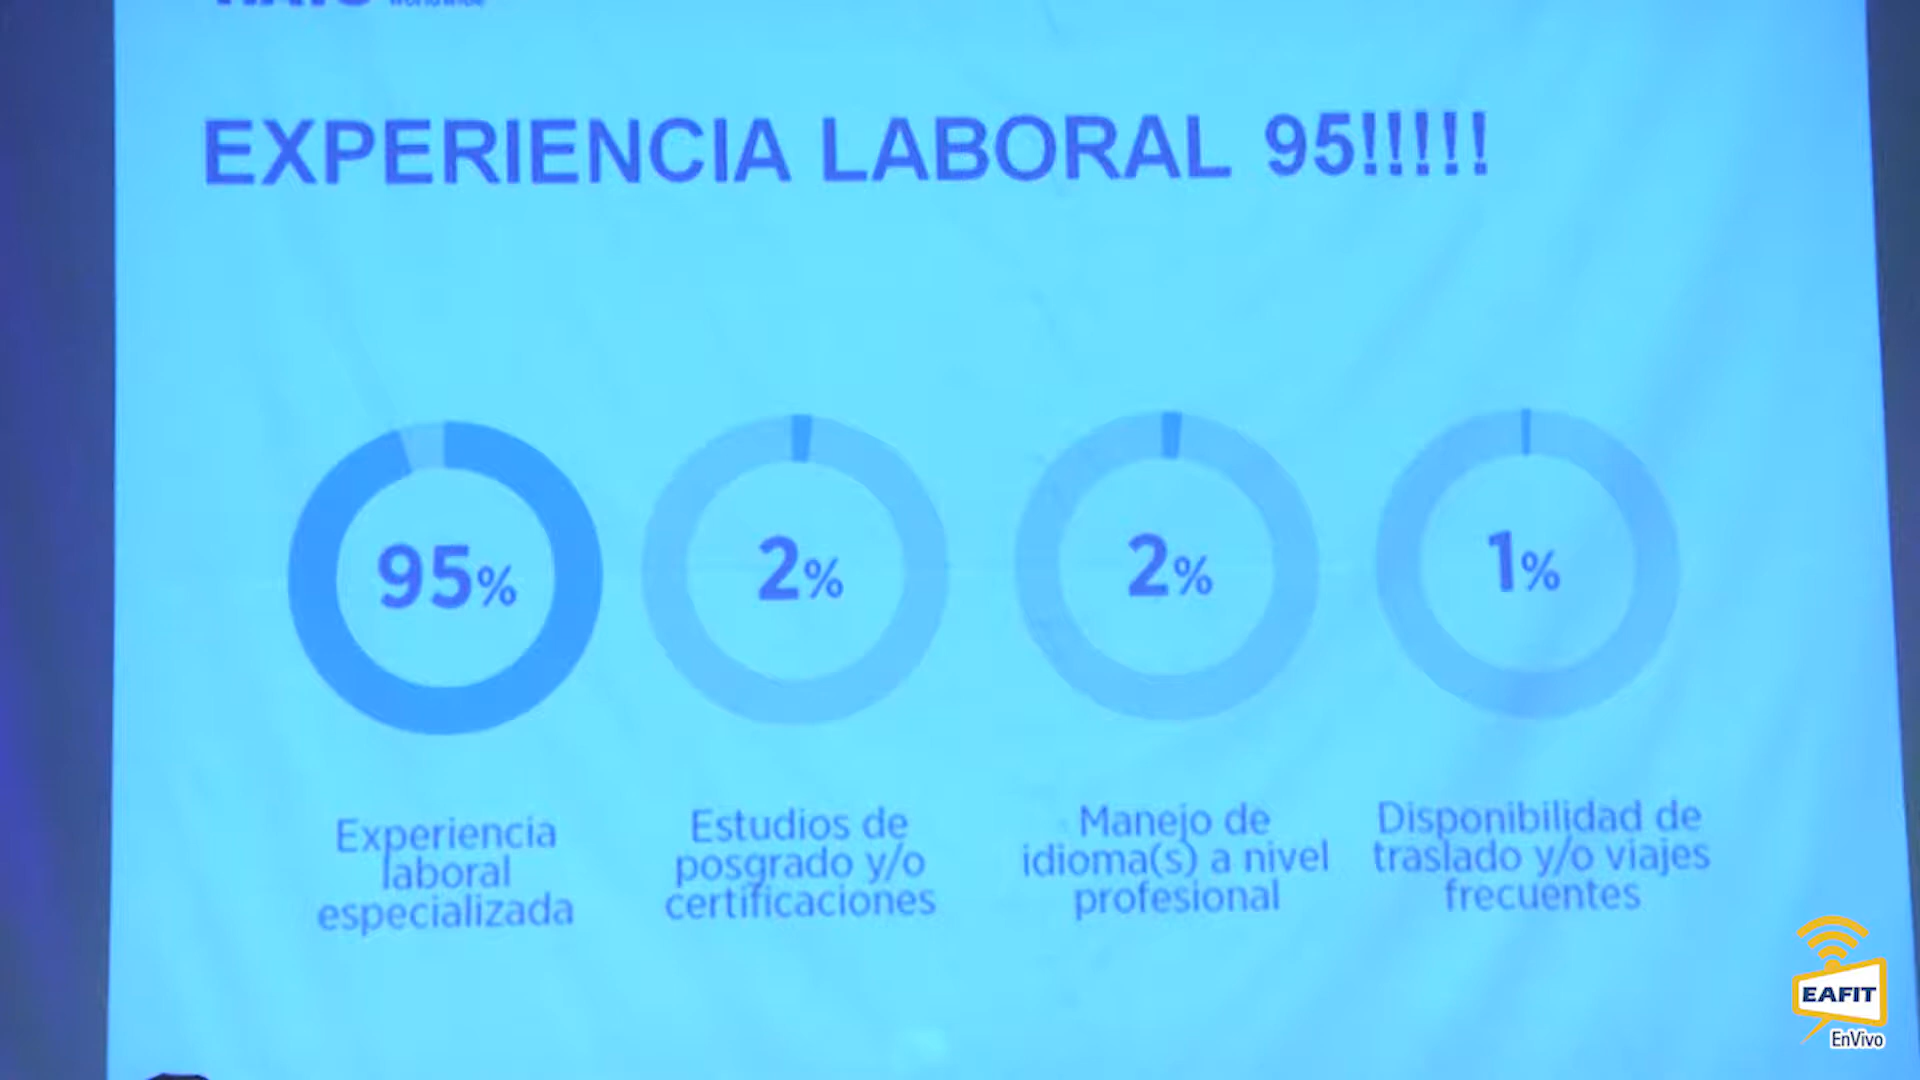 EXPERIENCIA LABORAL 95!!!!!
95%
2%
2%
1%
Experiencia
laboral
especializada
Estudios de
posgrado y/o
certificaciones
Manejo de
idioma(s) a nivel
profesional
Disponibilidad de
traslado y/o viajes
frecuentes
EAFIT
EnVivo